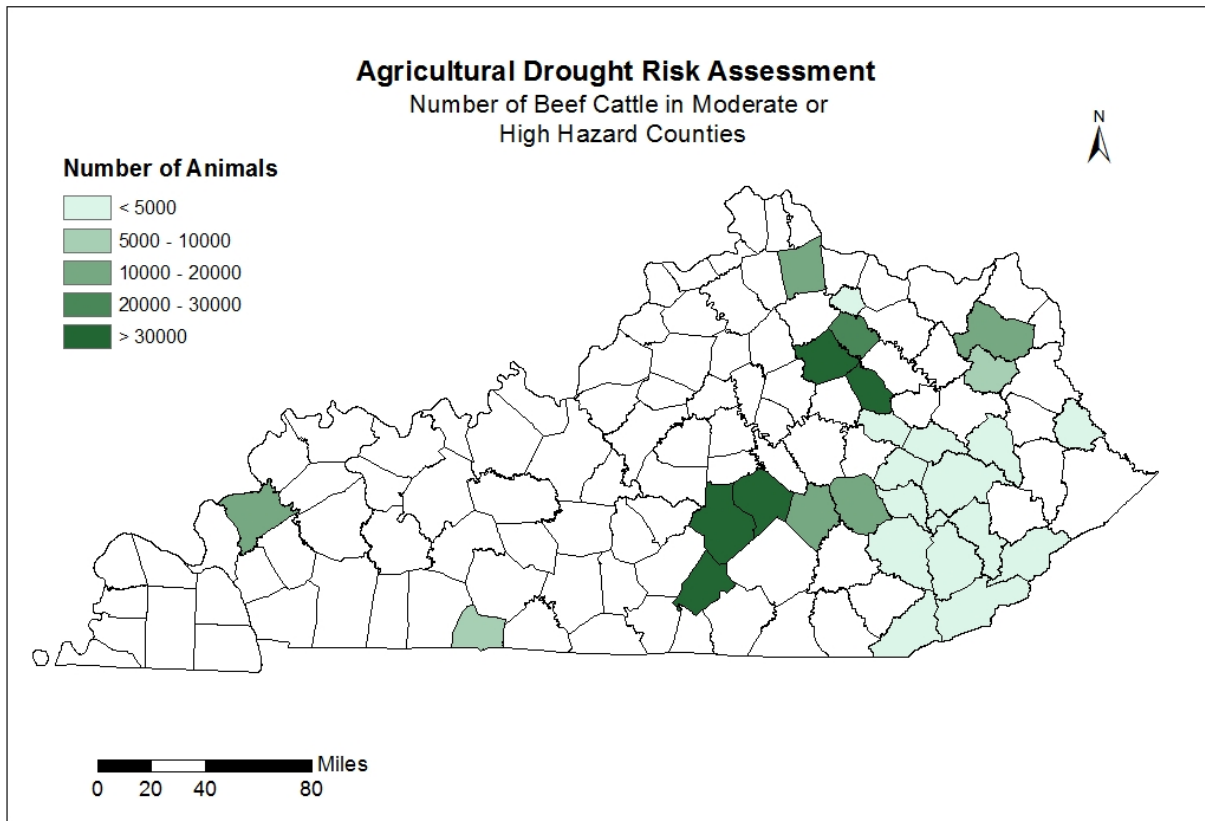 Agricultural Drought Risk Assessment
Number of Beef Cattle in Moderate or
High Hazard Counties
N
Number of Animals
< 5000
5000 - 10000
10000 - 20000
20000 - 30000
> 30000
Miles
0 20 40 80